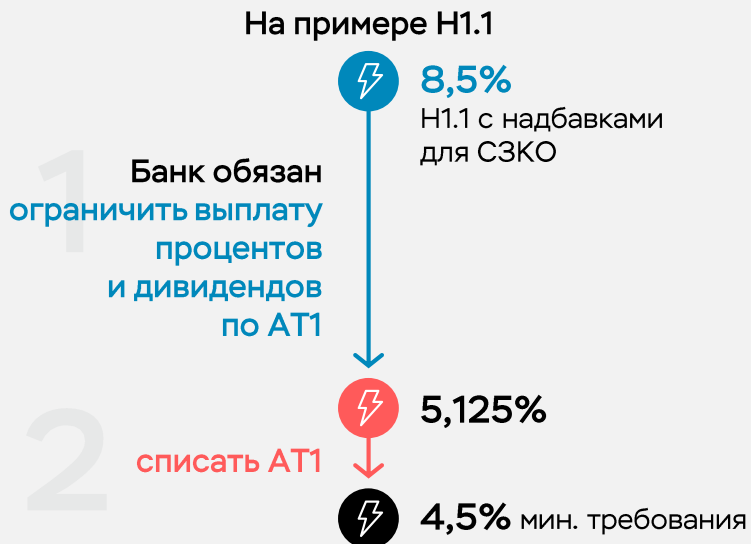 На примере Н1.1
8,5%
Н1.1 с надбавками
для СЗКО
1
Банк обязан
ограничить выплату
процентов
и дивидендов
по АТ1
5,125%
2
списать АТ1
4,5% мин. требования